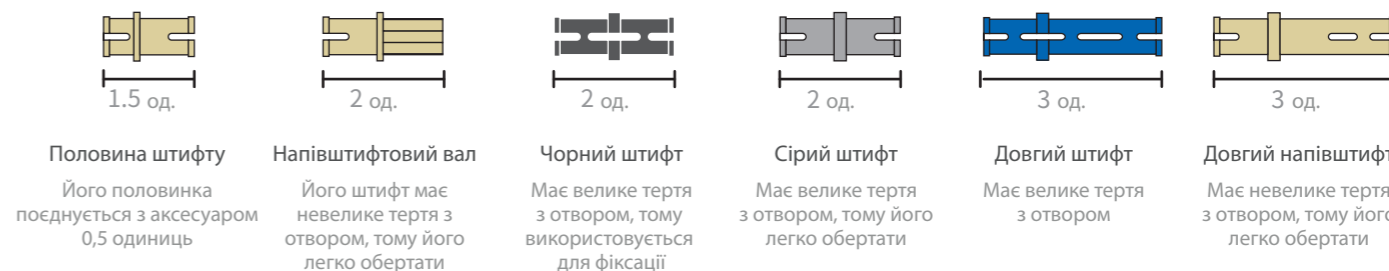 1.5 од.
2 од.
2 од.
2 од.
3 од.
3 од.
Половина штифту
Його половинка
поєднується з аксесуаром
0,5 одиниць
Напівштифтовий вал
Його штифт має
невелике тертя з
отвором, тому його
легко обертати
Чорний штифт
Має велике тертя
з отвором, тому
використовується
для фіксації
Сірий штифт
Має велике тертя
з отвором, тому його
легко обертати
Довгий штифт
Має велике тертя
з отвором
Довгий напівштифт
Має невелике тертя
з отвором, тому його
легко обертати